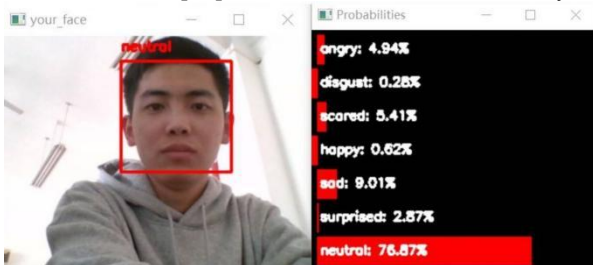 your_face
neutral
Probabilities
angry: 4.94%
disgust: 0.28%
scared: 5.41%
happy: 0.62%
sad: 9.01%
surprised: 2.87%
neutral: 76.87%